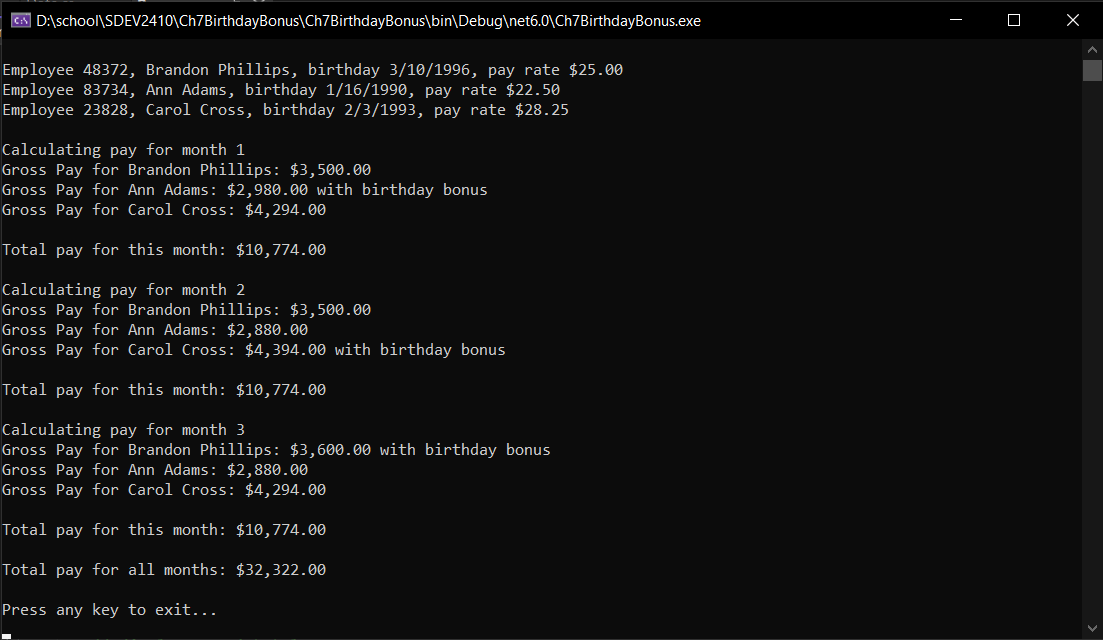 D:\school\SDEV2410\Ch7BirthdayBonus\Ch7BirthdayBonus\bin\Debug\net6.0\Ch7BirthdayBonus.exe
Employee 48372, Brandon Phillips, birthday 3/10/1996, pay rate $25.00
Employee 83734, Ann Adams, birthday 1/16/1990, pay rate $22.50
Employee 23828, Carol Cross, birthday 2/3/1993, pay rate $28.25
Calculating pay for month 1
Gross Pay for Brandon Phillips: $3,500.00
Gross Pay for Ann Adams: $2,980.00 with birthday bonus
Gross Pay for Carol Cross: $4,294.00
Total pay for this month: $10,774.00
Calculating pay for month 2
Gross Pay for Brandon Phillips: $3,500.00
Gross Pay for Ann Adams: $2,880.00
Gross Pay for Carol Cross: $4,394.00 with birthday bonus
Total pay for this month: $10,774.00
Calculating pay for month 3
Gross Pay for Brandon Phillips: $3,600.00 with birthday bonus
Gross Pay for Ann Adams: $2,880.00
Gross Pay for Carol Cross: $4,294.00
Total pay for this month: $10,774.00
Total pay for all months: $32,322.00
Press any key to exit...